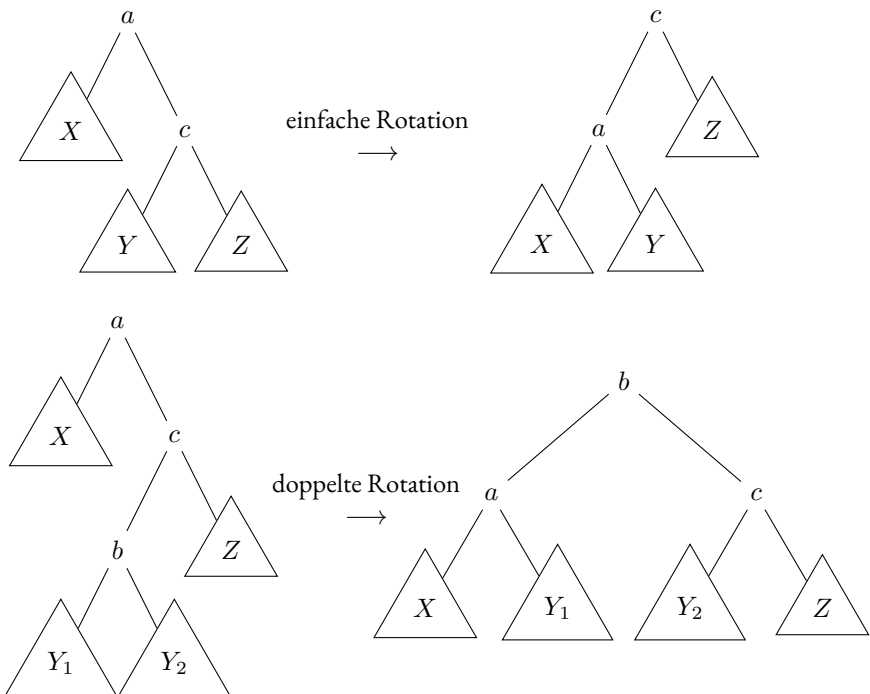 a
c
X
c
einfache Rotation
→
a
Z
Y
Z
X
Y
a
b
X
c
doppelte Rotation
→
a
c
b
Z
X
Y₁
Y₂
Z
Y₁
Y₂